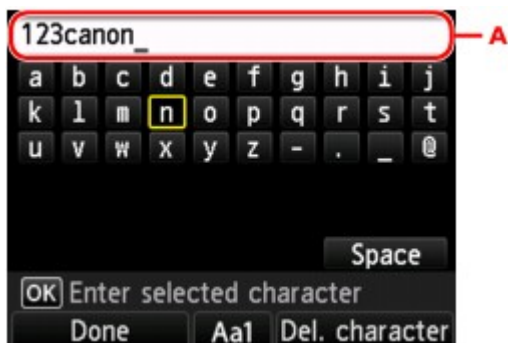 123canon_ A
a b c d e f g h i j
k l m n o p q r s t
u v w x y z - . _ @
Space
OK Enter selected character
Done Aa1 Del. character